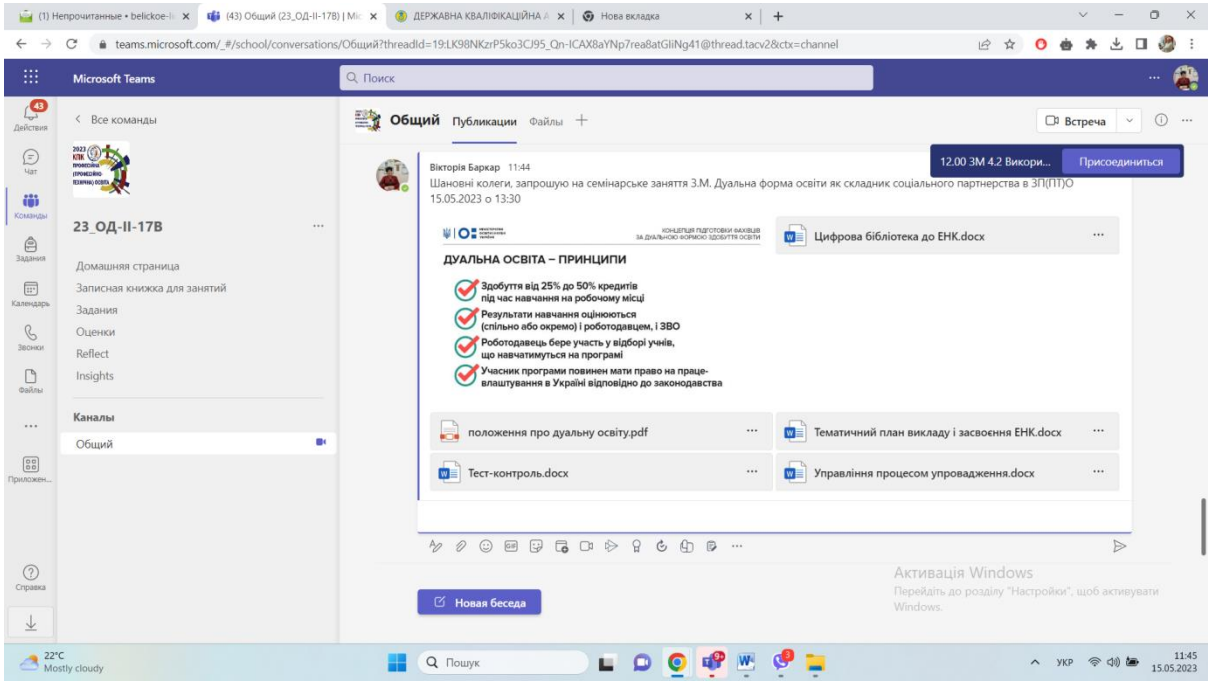 (1) Непрочитанные • belickoe-l
(43) Общий (23_ОД-ІІ-17В) | Mic
ДЕРЖАВНА КВАЛІФІКАЦІЙНА
Нова вкладка
teams.microsoft.com/_#/school/conversations/Общий?threadId=19:LK98NKzrP5ko3CJ95_Qn-ICAX8aYNp7rea8atGIiNg41@thread.tacv2&ctx=channel
Microsoft Teams
Поиск
43
Действия
Чат
Команды
Задания
Календарь
Звонки
Файлы
Приложен...
Справка
Все команды
2023
КПК
23_ОД-ІІ-17В
Домашняя страница
Записная книжка для занятий
Задания
Оценки
Reflect
Insights
Каналы
Общий
Общий Публикации Файлы
Встреча
12.00 ЗМ 4.2 Викори... Присоединиться
Вікторія Баркар 11:44
Шановні колеги, запрошую на семінарське заняття З.М. Дуальна форма освіти як складник соціального партнерства в ЗП(ПТ)О
15.05.2023 о 13:30
КОНЦЕПЦІЯ ПІДГОТОВКИ ФАХІВЦІВ
ЗА ДУАЛЬНОЮ ФОРМОЮ ЗДОБУТТЯ ОСВІТИ
ДУАЛЬНА ОСВІТА – ПРИНЦИПИ
Здобуття від 25% до 50% кредитів
під час навчання на робочому місці
Результати навчання оцінюються
(спільно або окремо) і роботодавцем, і ЗВО
Роботодавець бере участь у відборі учнів,
що навчатимуться на програмі
Учасник програми повинен мати право на праце-
влаштування в Україні відповідно до законодавства
Цифрова бібліотека до ЕНК.docx
положення про дуальну освіту.pdf
Тематичний план викладу і засвоєння ЕНК.docx
Тест-контроль.docx
Управління процесом упровадження.docx
GIF
Новая беседа
Активація Windows
Перейдіть до розділу "Настройки", щоб активувати
Windows.
22°C
Mostly cloudy
Пошук
9+
3
УКР
11:45
15.05.2023